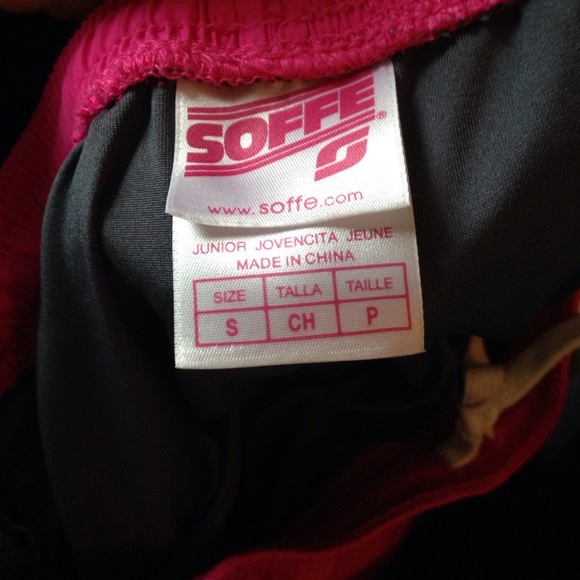 SOFFE®
www.soffe.com
JUNIOR JOVENCITA JEUNE
MADE IN CHINA
SIZE TALLA TAILLE
S CH P